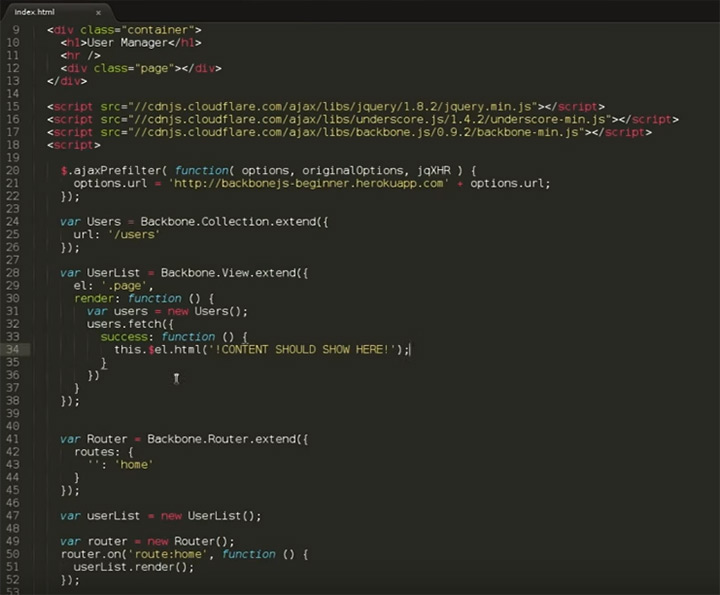 index.html ×
9 <div class="container">
10 <h1>User Manager</h1>
11 <hr />
12 <div class="page"></div>
13 </div>
14
15 <script src="//cdnjs.cloudflare.com/ajax/libs/jquery/1.8.2/jquery.min.js"></script>
16 <script src="//cdnjs.cloudflare.com/ajax/libs/underscore.js/1.4.2/underscore-min.js"></script>
17 <script src="//cdnjs.cloudflare.com/ajax/libs/backbone.js/0.9.2/backbone-min.js"></script>
18 <script>
19
20 $.ajaxPrefilter( function( options, originalOptions, jqXHR ) {
21 options.url = 'http://backbonejs-beginner.herokuapp.com' + options.url;
22 });
23
24 var Users = Backbone.Collection.extend({
25 url: '/users'
26 });
27
28 var UserList = Backbone.View.extend({
29 el: '.page',
30 render: function () {
31 var users = new Users();
32 users.fetch({
33 success: function () {
34 this.$el.html('!CONTENT SHOULD SHOW HERE!');
35 }
36 })
37 }
38 });
39
40
41 var Router = Backbone.Router.extend({
42 routes: {
43 '': 'home'
44 }
45 });
46
47 var userList = new UserList();
48
49 var router = new Router();
50 router.on('route:home', function () {
51 userList.render();
52 });
53